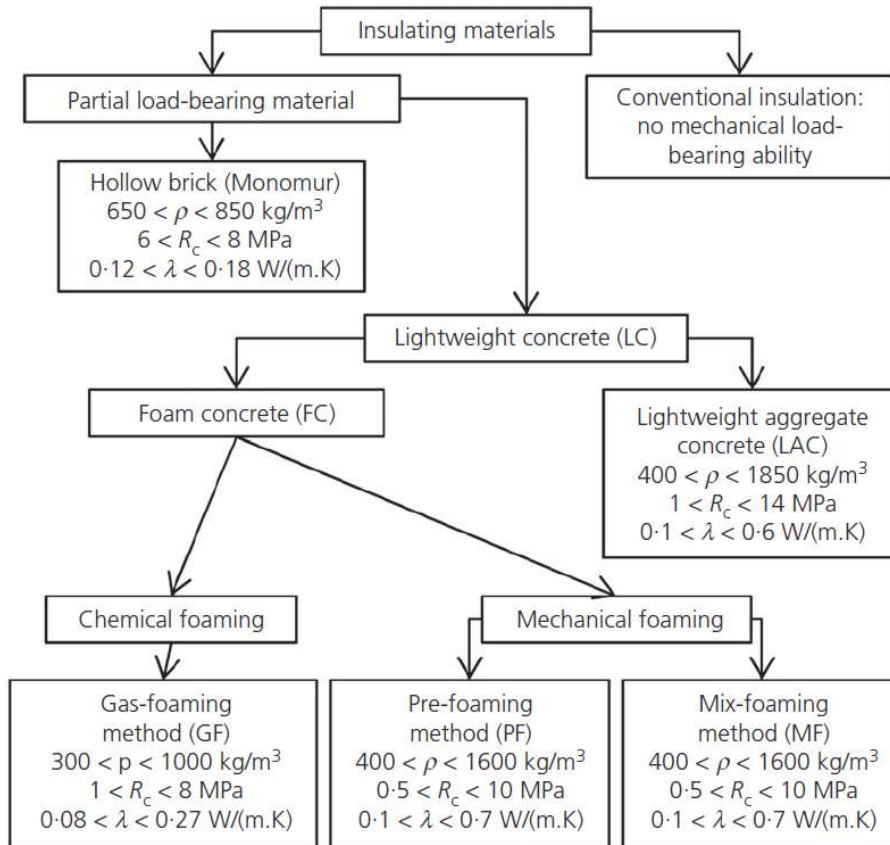 Insulating materials
Partial load-bearing material
Conventional insulation:
no mechanical load-
bearing ability
Hollow brick (Monomur)
650 < ρ < 850 kg/m³
6 < R_c < 8 MPa
0·12 < λ < 0·18 W/(m.K)
Lightweight concrete (LC)
Foam concrete (FC)
Lightweight aggregate
concrete (LAC)
400 < ρ < 1850 kg/m³
1 < R_c < 14 MPa
0·1 < λ < 0·6 W/(m.K)
Chemical foaming
Mechanical foaming
Gas-foaming
method (GF)
300 < p < 1000 kg/m³
1 < R_c < 8 MPa
0·08 < λ < 0·27 W/(m.K)
Pre-foaming
method (PF)
400 < ρ < 1600 kg/m³
0·5 < R_c < 10 MPa
0·1 < λ < 0·7 W/(m.K)
Mix-foaming
method (MF)
400 < ρ < 1600 kg/m³
0·5 < R_c < 10 MPa
0·1 < λ < 0·7 W/(m.K)